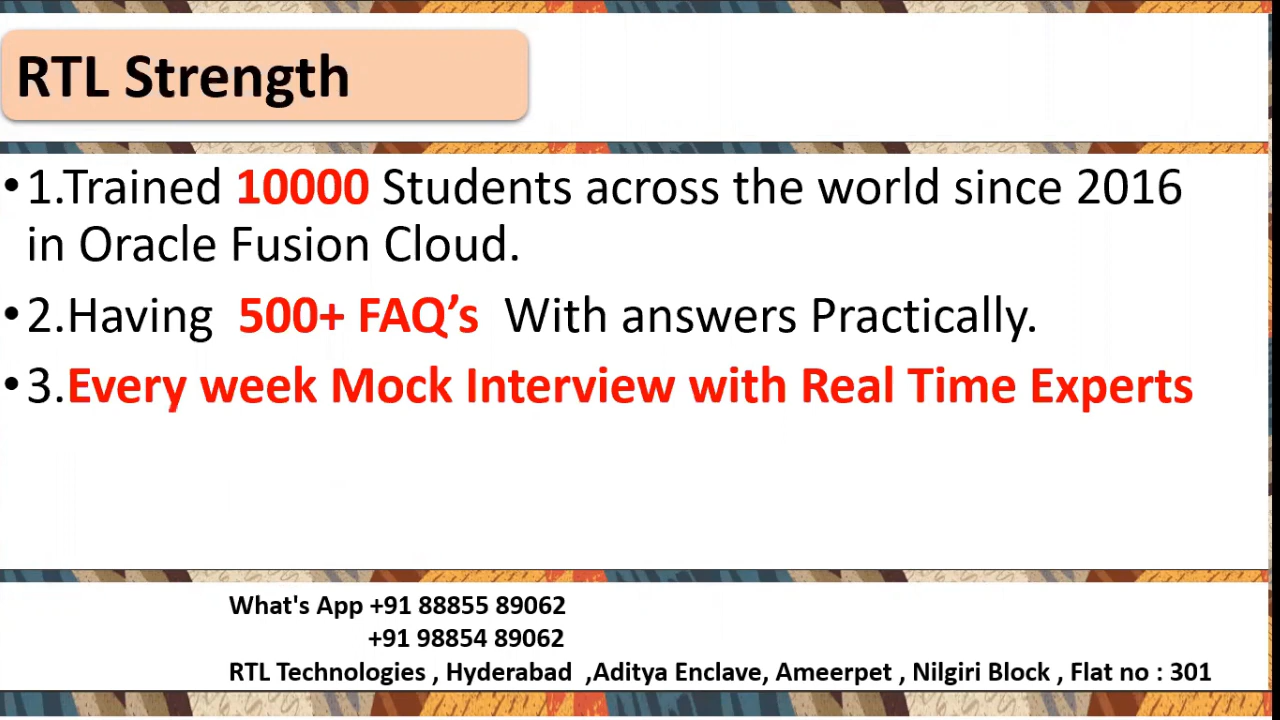 RTL Strength
• 1.Trained 10000 Students across the world since 2016
in Oracle Fusion Cloud.
• 2.Having 500+ FAQ’s With answers Practically.
• 3.Every week Mock Interview with Real Time Experts
What's App +91 88855 89062
+91 98854 89062
RTL Technologies , Hyderabad ,Aditya Enclave, Ameerpet , Nilgiri Block , Flat no : 301